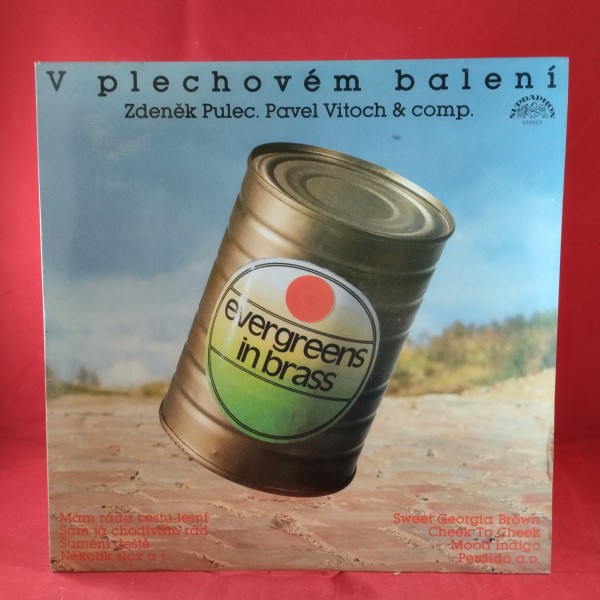 V plechovém balení
Zdeněk Pulec. Pavel Vitoch & comp.
SUPRAPHON
STEREO
evergreens
in brass
Mám ráda cestu lesní
Sám já chodívám rád
Šumění deště
Několik slov a j.
Sweet Georgia Brown
Cheek To Cheek
Mood Indigo
Perdido a.o.